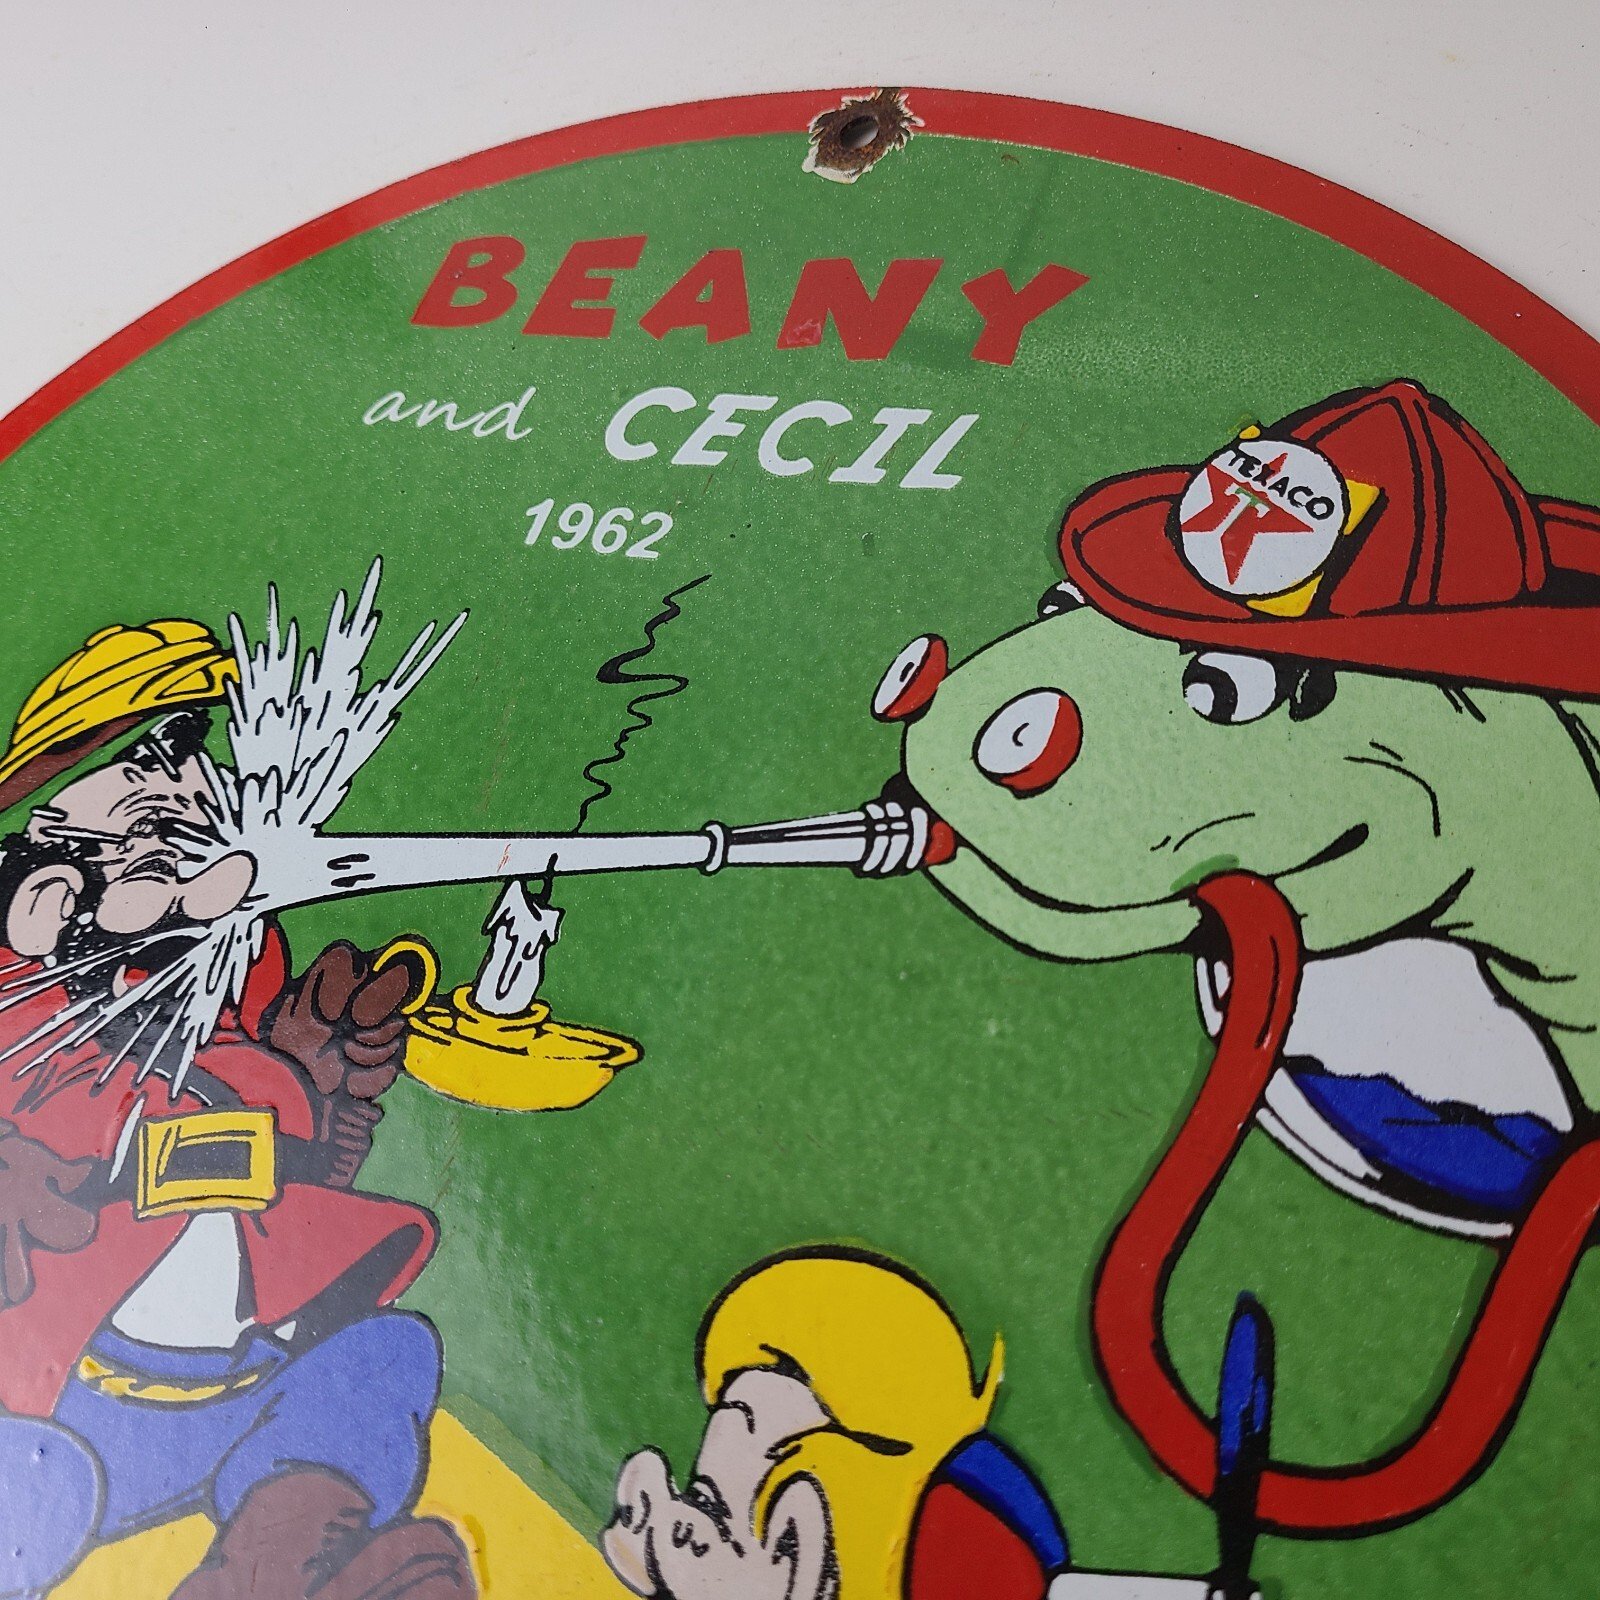 BEANY
and CECIL
1962
TEXACO
T